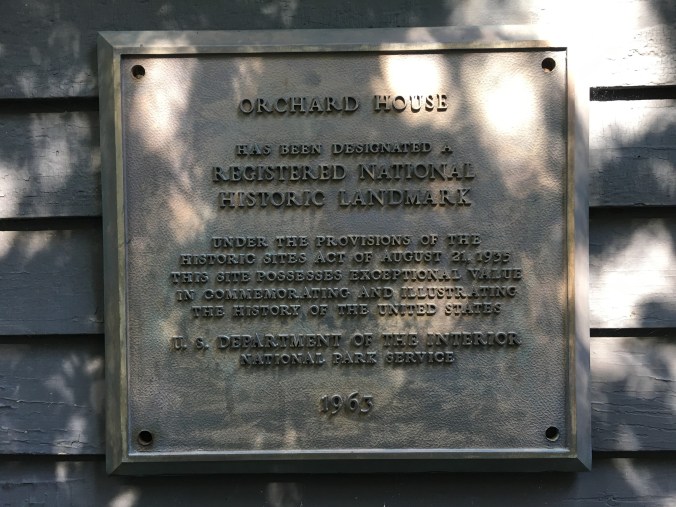 ORCHARD HOUSE
HAS BEEN DESIGNATED A
REGISTERED NATIONAL
HISTORIC LANDMARK
UNDER THE PROVISIONS OF THE
HISTORIC SITES ACT OF AUGUST 21, 1935
THIS SITE POSSESSES EXCEPTIONAL VALUE
IN COMMEMORATING AND ILLUSTRATING
THE HISTORY OF THE UNITED STATES
U. S. DEPARTMENT OF THE INTERIOR
NATIONAL PARK SERVICE
1963